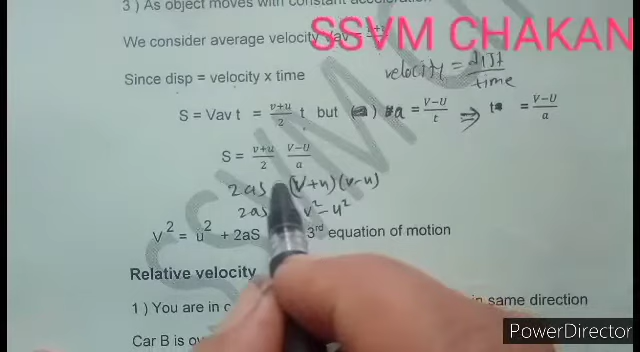 3 ) As object moves with constant acceleration
We consider average velocity Vav =
SSVM CHAKAN
velocity = dist / time
Since disp = velocity x time
S = Vav t = v+u/2 t but a = V-U/t ⇒ t = V-U/a
S = v+u/2 V-U/a
2as (v+u)(v-u)
2as v² - u²
V² = u² + 2aS 3rd equation of motion
Relative velocity
1 ) You are in in same direction
Car B is
PowerDirector